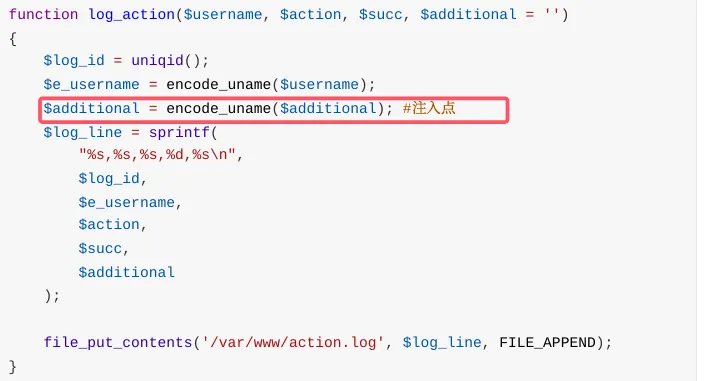 function log_action($username, $action, $succ, $additional = '')
{
    $log_id = uniqid();
    $e_username = encode_uname($username);
    $additional = encode_uname($additional); #注入点
    $log_line = sprintf(
        "%s,%s,%s,%d,%s\n",
        $log_id,
        $e_username,
        $action,
        $succ,
        $additional
    );

    file_put_contents('/var/www/action.log', $log_line, FILE_APPEND);
}